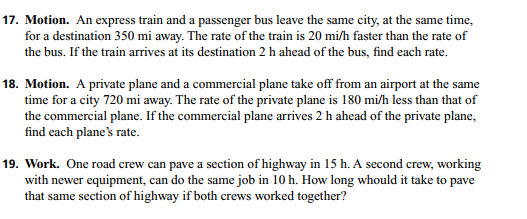 17. Motion. An express train and a passenger bus leave the same city, at the same time,
for a destination 350 mi away. The rate of the train is 20 mi/h faster than the rate of
the bus. If the train arrives at its destination 2 h ahead of the bus, find each rate.
18. Motion. A private plane and a commercial plane take off from an airport at the same
time for a city 720 mi away. The rate of the private plane is 180 mi/h less than that of
the commercial plane. If the commercial plane arrives 2 h ahead of the private plane,
find each plane's rate.
19. Work. One road crew can pave a section of highway in 15 h. A second crew, working
with newer equipment, can do the same job in 10 h. How long whould it take to pave
that same section of highway if both crews worked together?